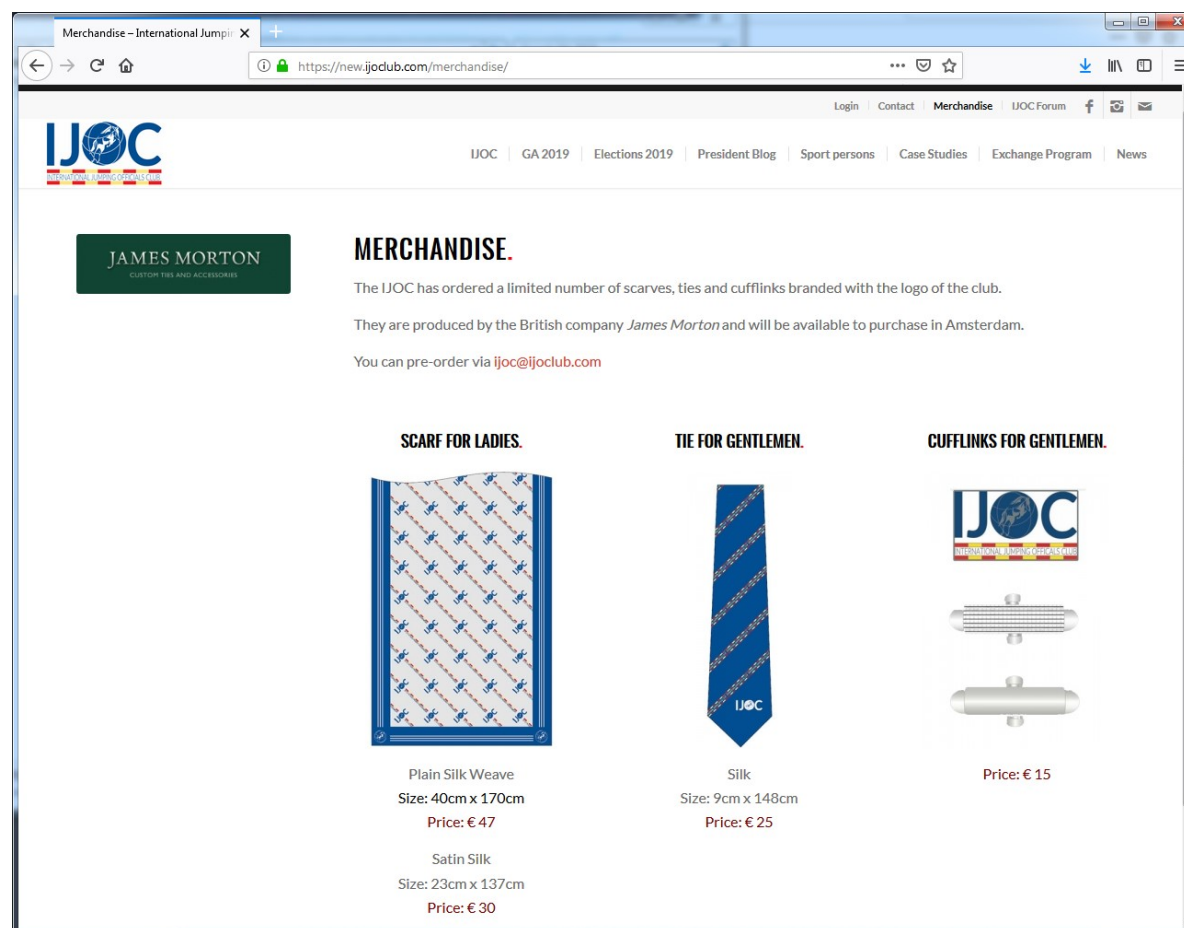 Merchandise – International Jumpin
https://new.ijoclub.com/merchandise/
Login Contact Merchandise IJOC Forum
IJOC
INTERNATIONAL JUMPING OFFICIALS CLUB
IJOC GA 2019 Elections 2019 President Blog Sport persons Case Studies Exchange Program News
JAMES MORTON
CUSTOM TIES AND ACCESSORIES
MERCHANDISE.
The IJOC has ordered a limited number of scarves, ties and cufflinks branded with the logo of the club.
They are produced by the British company James Morton and will be available to purchase in Amsterdam.
You can pre-order via ijoc@ijoclub.com
SCARF FOR LADIES.
TIE FOR GENTLEMEN.
CUFFLINKS FOR GENTLEMEN.
IJOC
IJOC
IJOC
INTERNATIONAL JUMPING OFFICALS CLUB
Plain Silk Weave
Size: 40cm x 170cm
Price: € 47
Satin Silk
Size: 23cm x 137cm
Price: € 30
Silk
Size: 9cm x 148cm
Price: € 25
Price: € 15